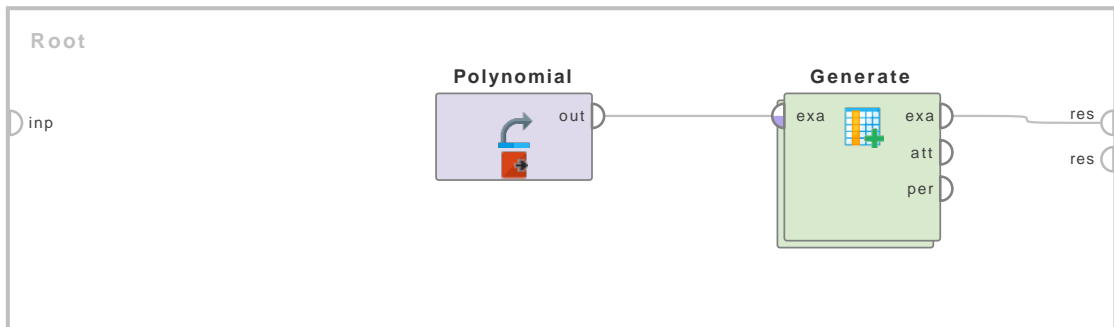 Root
Polynomial
Generate
inp
out
exa
exa
res
att
res
per